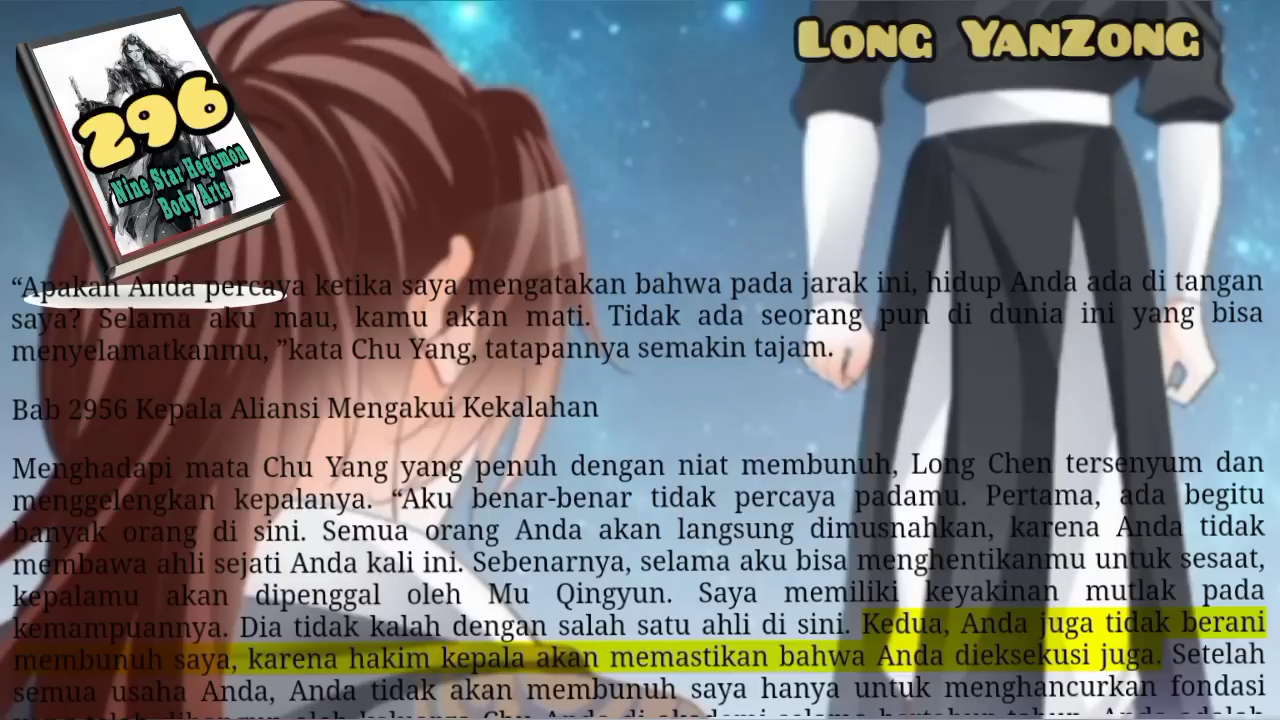 LONG YANZONG
296
Nine Star Hegemon
Body Arts
“Apakah Anda percaya ketika saya mengatakan bahwa pada jarak ini, hidup Anda ada di tangan
saya? Selama aku mau, kamu akan mati. Tidak ada seorang pun di dunia ini yang bisa
menyelamatkanmu, ”kata Chu Yang, tatapannya semakin tajam.
Bab 2956 Kepala Aliansi Mengakui Kekalahan
Menghadapi mata Chu Yang yang penuh dengan niat membunuh, Long Chen tersenyum dan
menggelengkan kepalanya. “Aku benar-benar tidak percaya padamu. Pertama, ada begitu
banyak orang di sini. Semua orang Anda akan langsung dimusnahkan, karena Anda tidak
membawa ahli sejati Anda kali ini. Sebenarnya, selama aku bisa menghentikanmu untuk sesaat,
kepalamu akan dipenggal oleh Mu Qingyun. Saya memiliki keyakinan mutlak pada
kemampuannya. Dia tidak kalah dengan salah satu ahli di sini. Kedua, Anda juga tidak berani
membunuh saya, karena hakim kepala akan memastikan bahwa Anda dieksekusi juga. Setelah
semua usaha Anda, Anda tidak akan membunuh saya hanya untuk menghancurkan fondasi